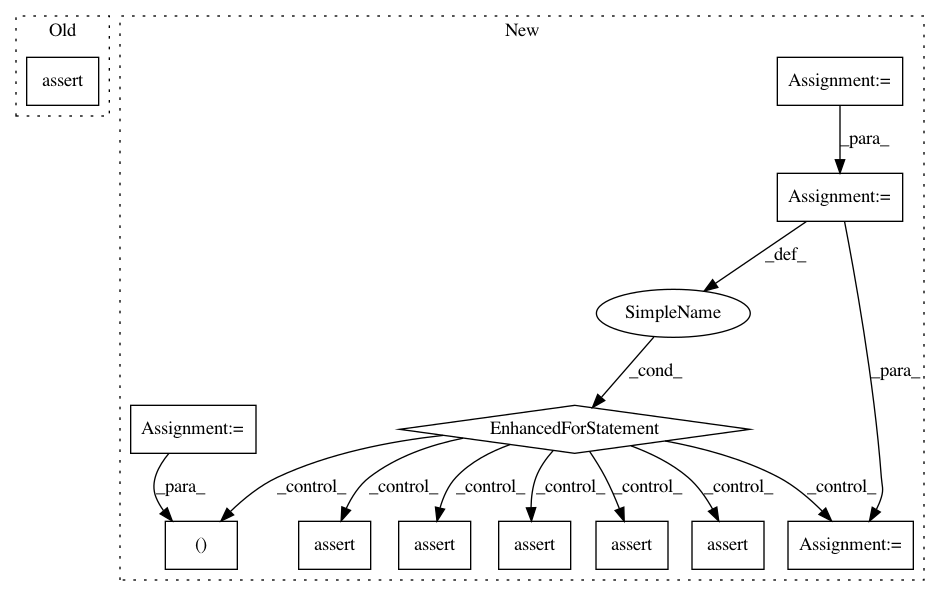 Old
New
assert
Assignment:=
_para_
Assignment:=
_def_
SimpleName
_cond_
_para_
Assignment:=
EnhancedForStatement
_para_
_control_
_control_
_control_
_control_
_control_
_control_
_control_
()
assert
assert
assert
assert
assert
Assignment:=